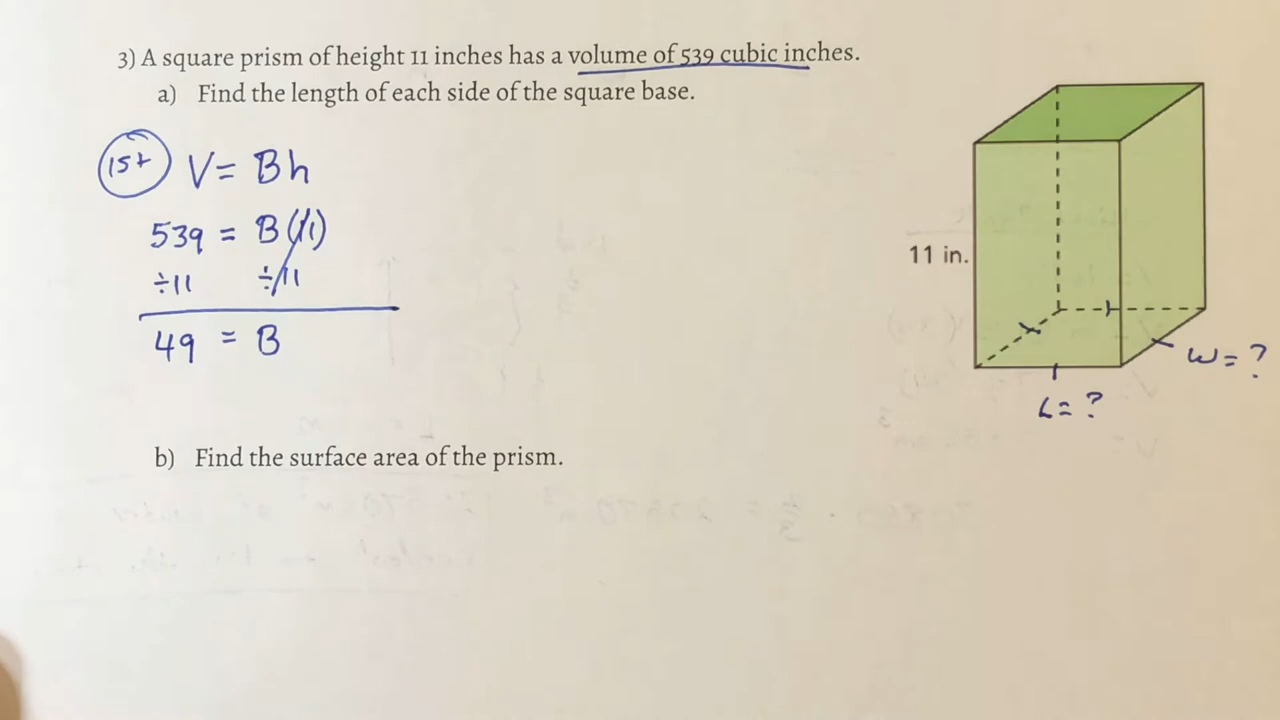 3) A square prism of height 11 inches has a volume of 539 cubic inches.
a) Find the length of each side of the square base.
1st V = Bh
539 = B(11)
÷11 ÷11
49 = B
11 in.
w = ?
L = ?
b) Find the surface area of the prism.